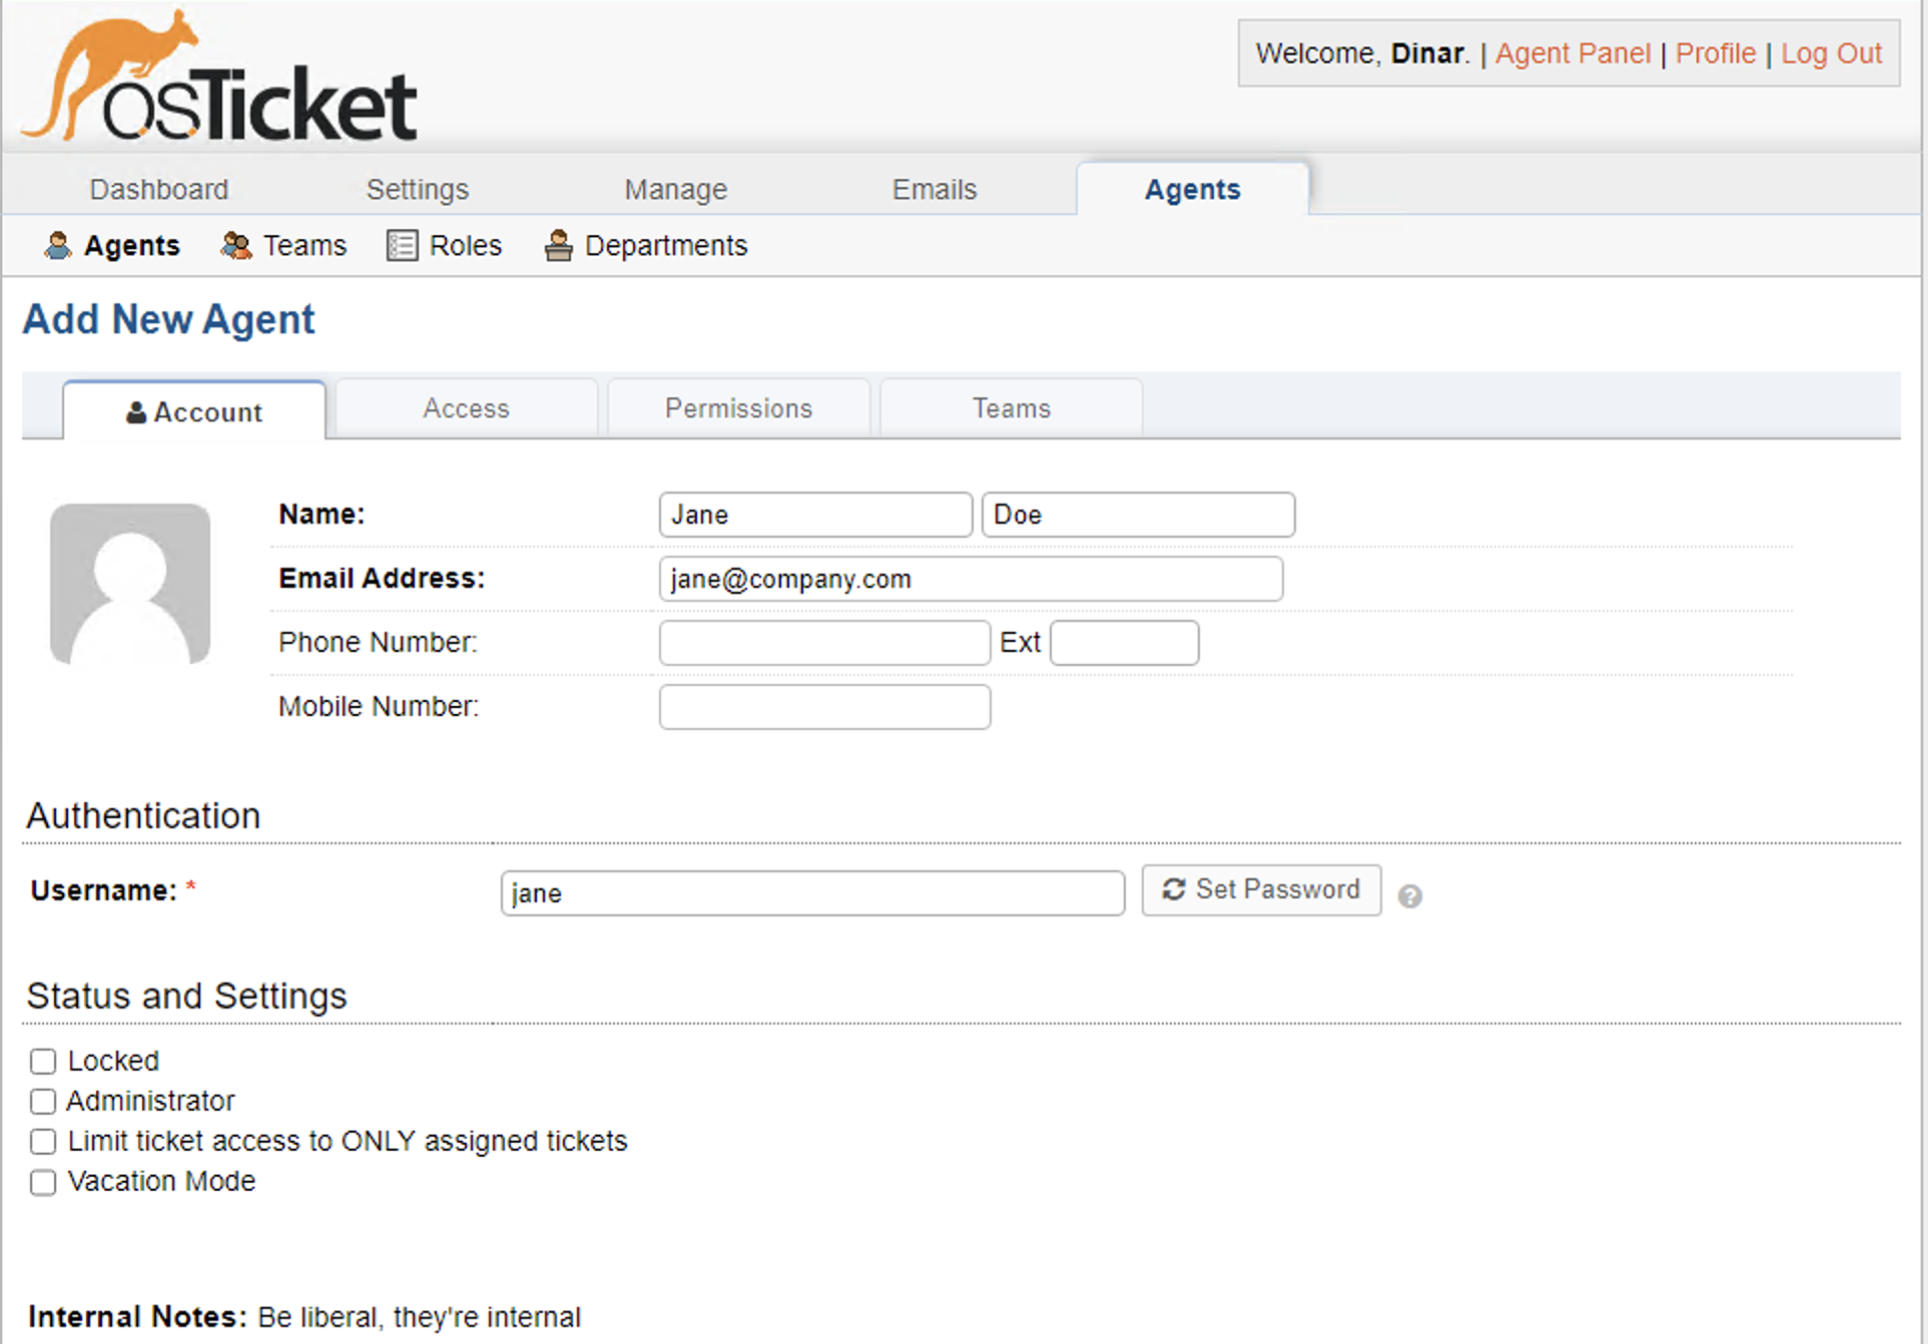 osTicket
Welcome, Dinar. | Agent Panel | Profile | Log Out
Dashboard Settings Manage Emails Agents
Agents Teams Roles Departments
Add New Agent
Account Access Permissions Teams
Name: Jane Doe
Email Address: jane@company.com
Phone Number: Ext
Mobile Number:
Authentication
Username: * jane Set Password ?
Status and Settings
Locked
Administrator
Limit ticket access to ONLY assigned tickets
Vacation Mode
Internal Notes: Be liberal, they're internal